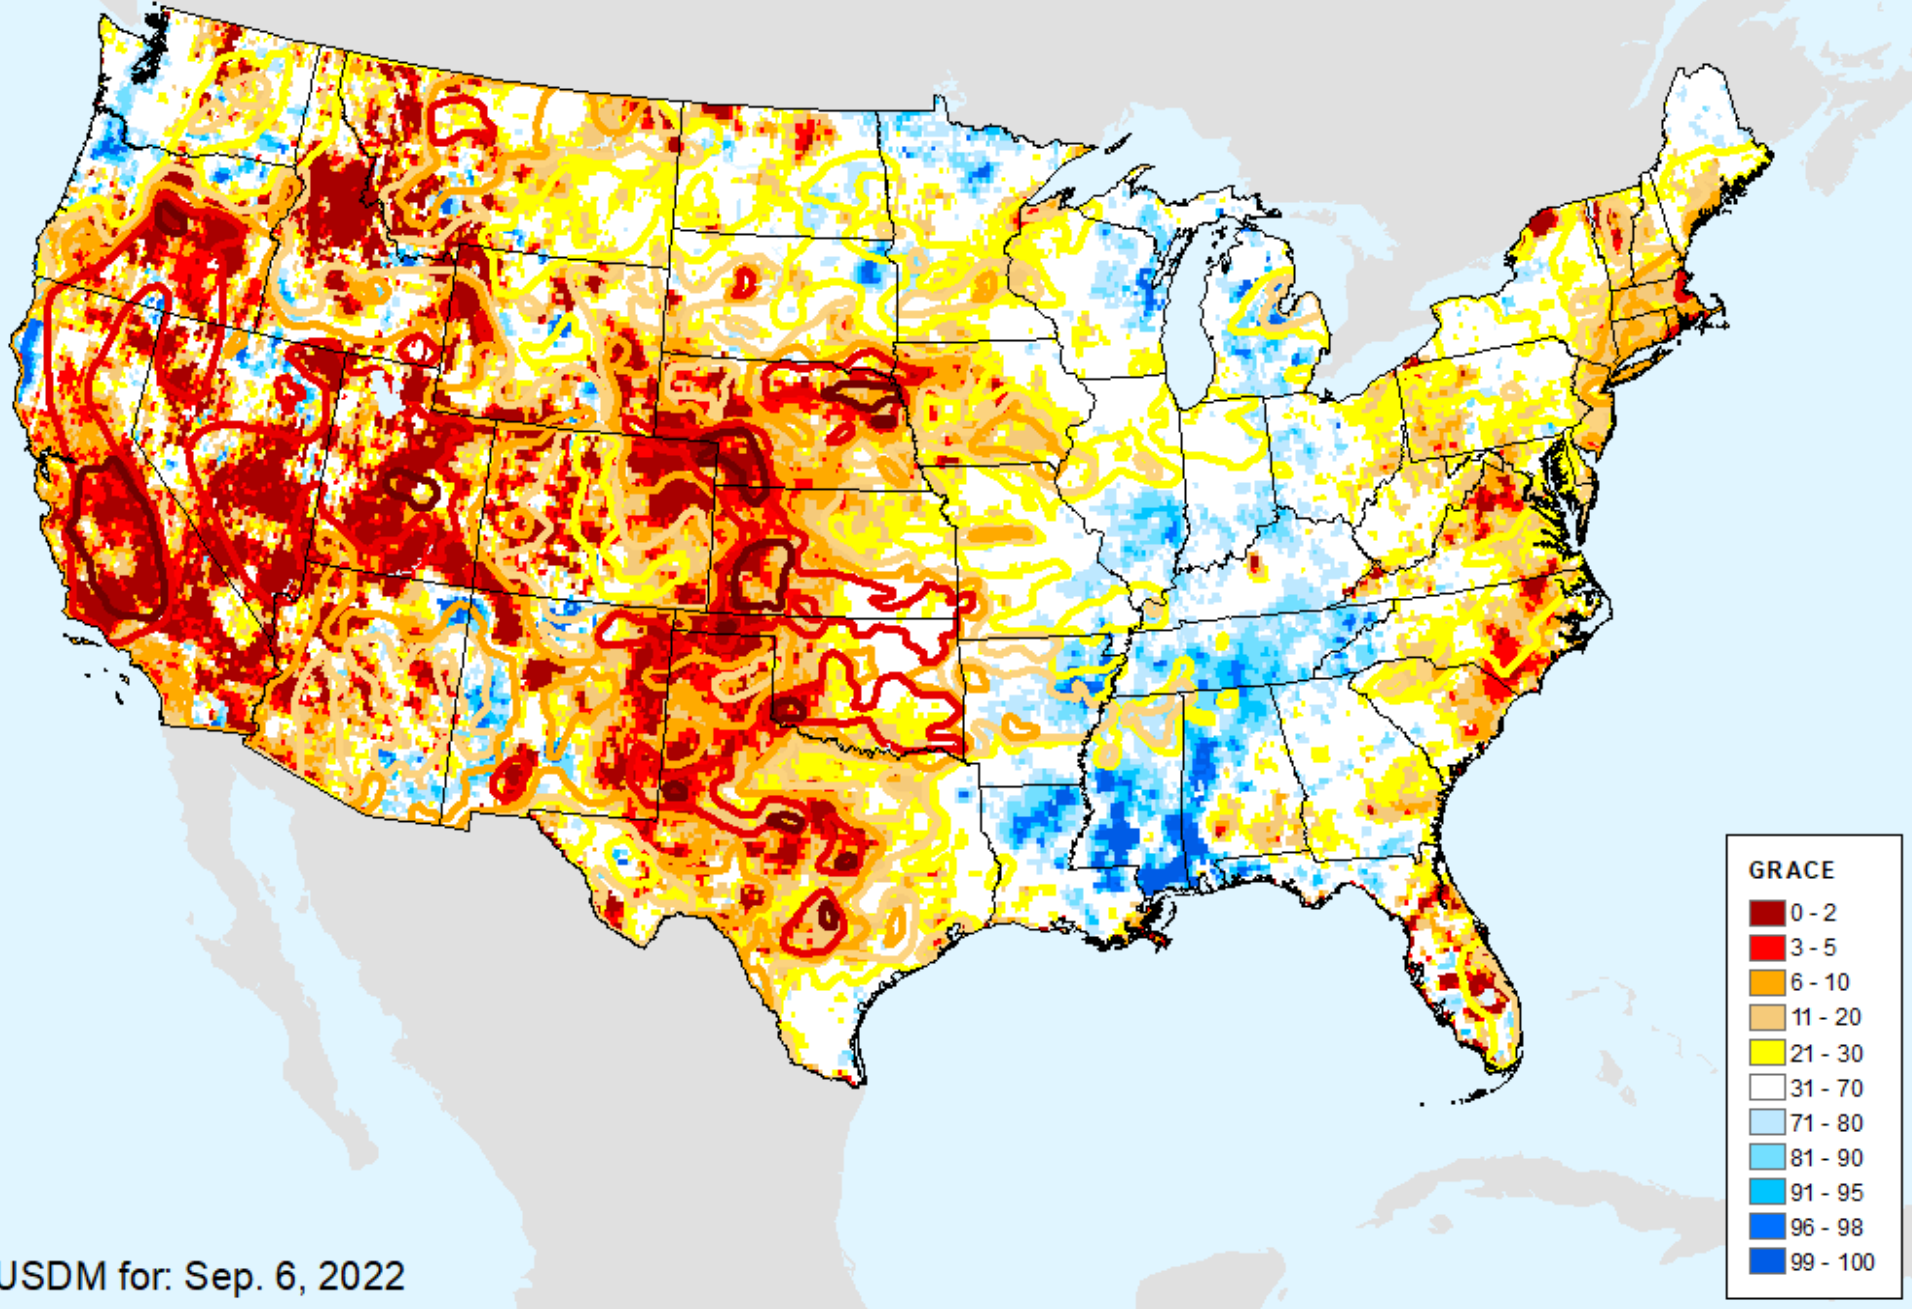 GRACE
0 - 2
3 - 5
6 - 10
11 - 20
21 - 30
31 - 70
71 - 80
81 - 90
91 - 95
96 - 98
99 - 100
USDM for: Sep. 6, 2022